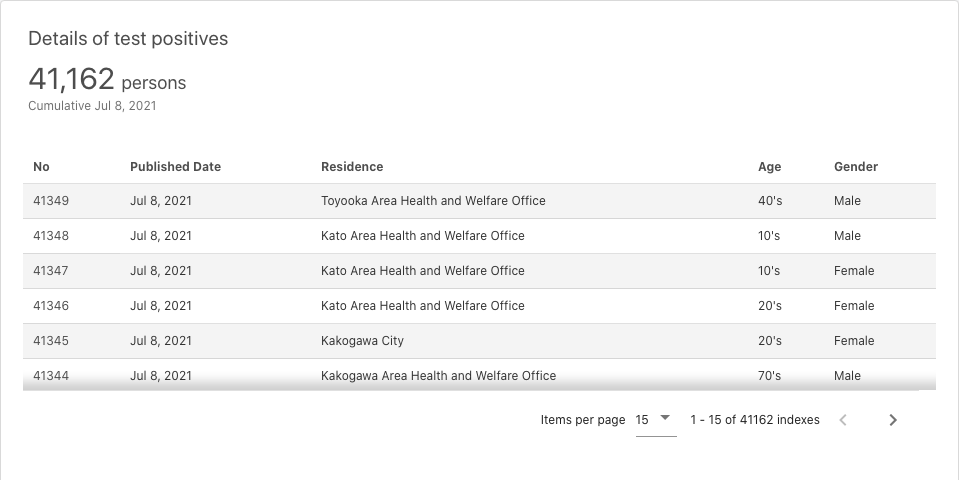 Details of test positives
41,162 persons
Cumulative Jul 8, 2021
No Published Date Residence Age Gender
41349 Jul 8, 2021 Toyooka Area Health and Welfare Office 40's Male
41348 Jul 8, 2021 Kato Area Health and Welfare Office 10's Male
41347 Jul 8, 2021 Kato Area Health and Welfare Office 10's Female
41346 Jul 8, 2021 Kato Area Health and Welfare Office 20's Female
41345 Jul 8, 2021 Kakogawa City 20's Female
41344 Jul 8, 2021 Kakogawa Area Health and Welfare Office 70's Male
Items per page 15 1 - 15 of 41162 indexes